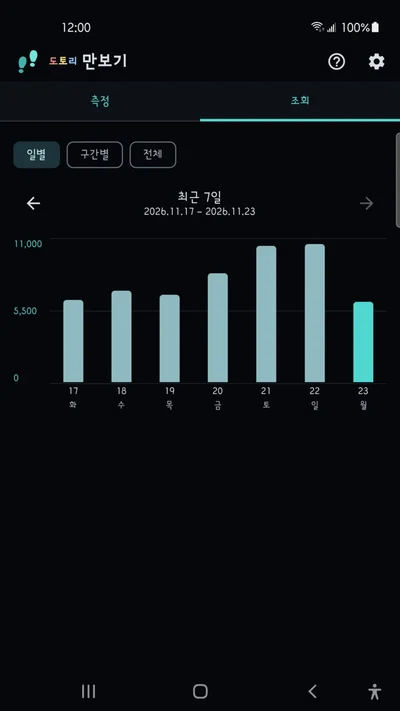 12:00
100%
도토리 만보기
측정 조회
일별 구간별 전체
최근 7일
2026.11.17 – 2026.11.23
11,000
5,500
0
17 18 19 20 21 22 23
화 수 목 금 토 일 월